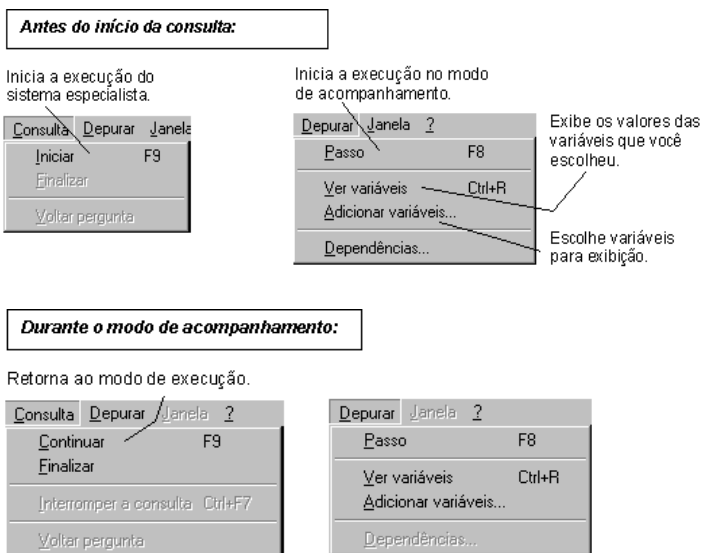 Antes do início da consulta:
Inicia a execução do
sistema especialista.
Consulta Depurar Janela
Iniciar F9
Finalizar
Voltar pergunta
Inicia a execução no modo
de acompanhamento.
Depurar Janela ?
Passo F8
Ver variáveis Ctrl+R
Adicionar variáveis...
Dependências...
Exibe os valores das
variáveis que você
escolheu.
Escolhe variáveis
para exibição.
Durante o modo de acompanhamento:
Retorna ao modo de execução.
Consulta Depurar Janela ?
Continuar F9
Finalizar
Interromper a consulta Ctrl+F7
Voltar pergunta
Depurar Janela ?
Passo F8
Ver variáveis Ctrl+R
Adicionar variáveis...
Dependências...